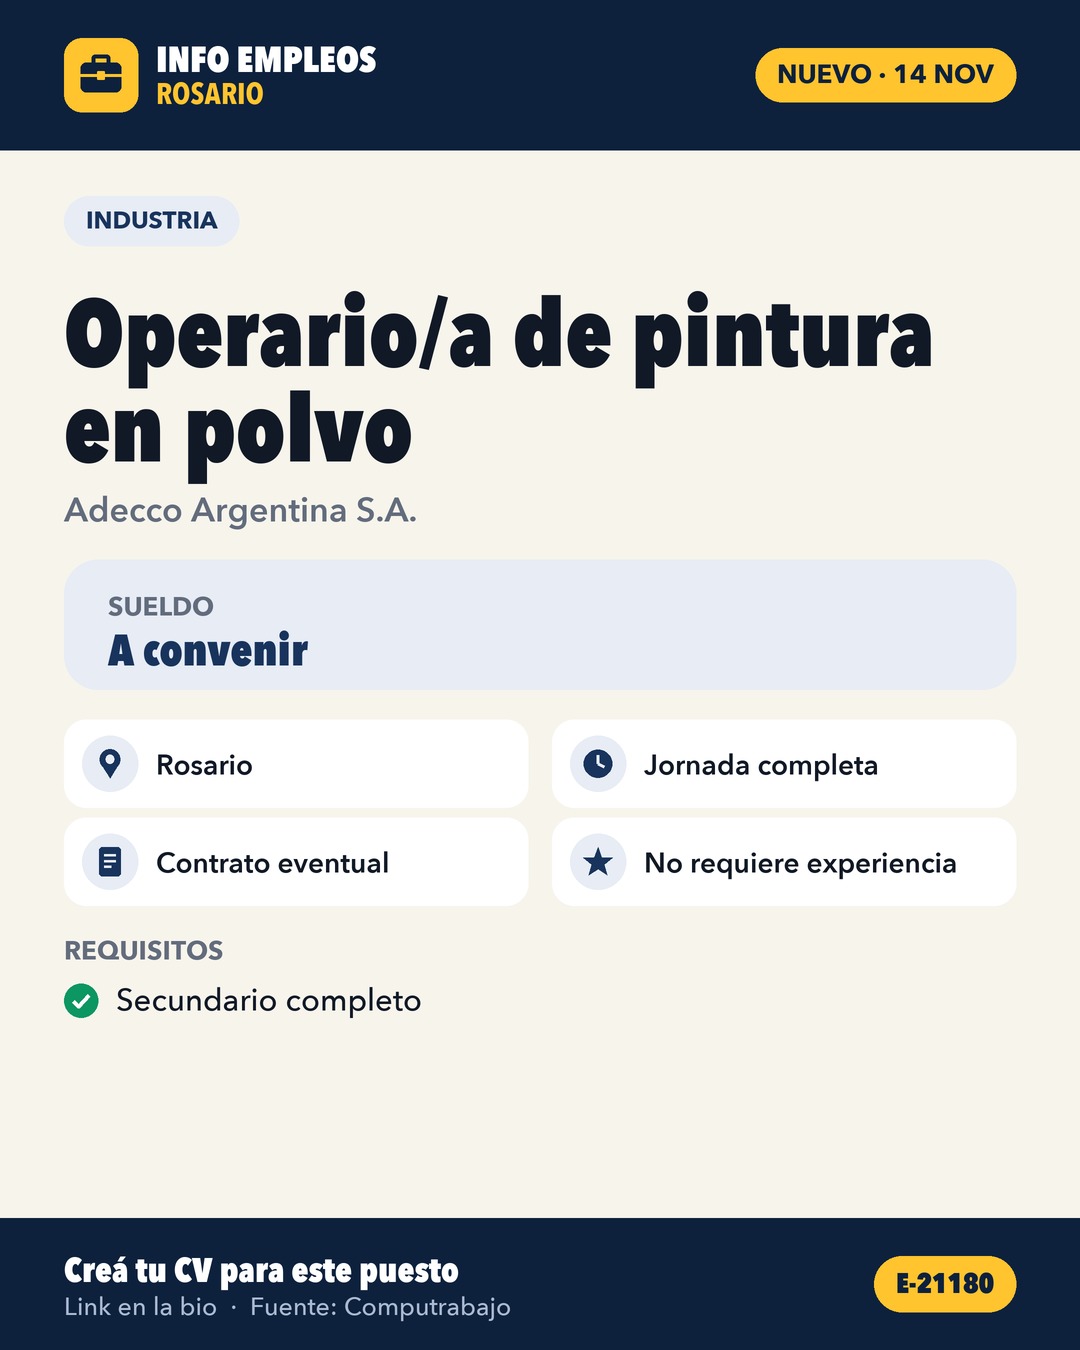 INFO EMPLEOS
ROSARIO
NUEVO · 14 NOV
INDUSTRIA
Operario/a de pintura
en polvo
Adecco Argentina S.A.
SUELDO
A convenir
Rosario
Jornada completa
Contrato eventual
No requiere experiencia
REQUISITOS
Secundario completo
Creá tu CV para este puesto
Link en la bio · Fuente: Computrabajo
E-21180